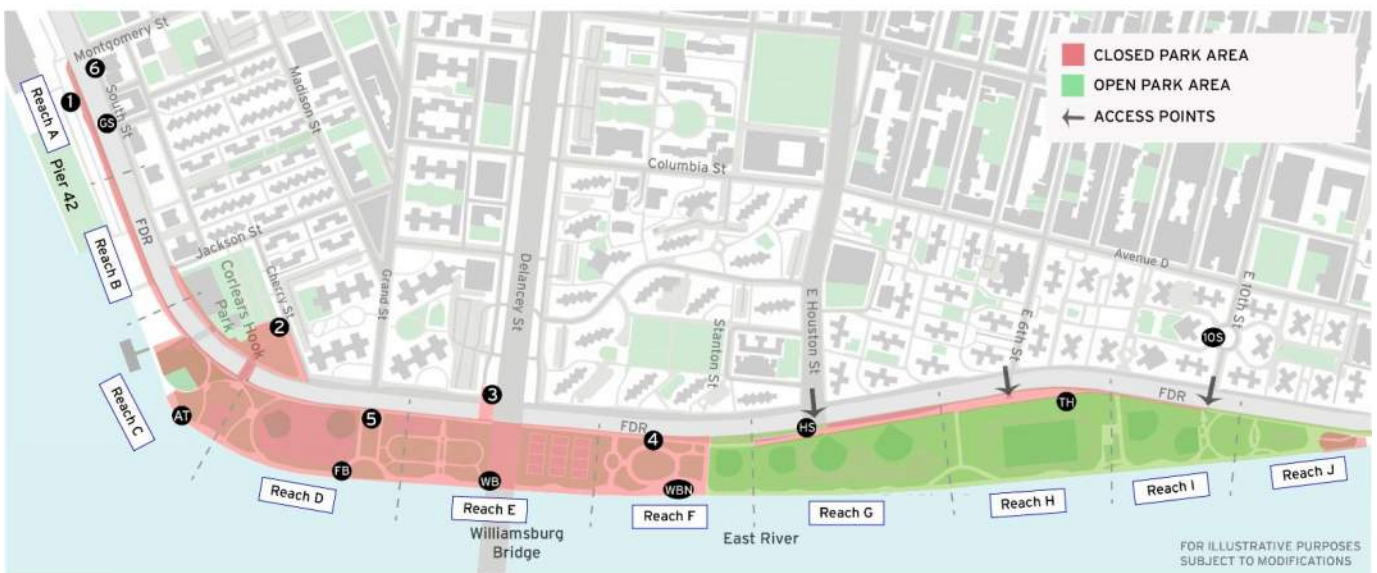 CLOSED PARK AREA
OPEN PARK AREA
ACCESS POINTS
Montgomery St
6
1
Reach A
GS
South St
Madison St
Pier 42
Columbia St
FDR
Jackson St
Reach B
Avenue D
E 10th St
Corlears Hook
Park
Cherry St
Grand St
Delancey St
E Houston St
Stanton St
E 6th St
10S
2
3
Reach C
AT
5
FDR
4
HS
TH
FDR
FB
WB
WBN
Reach D
Reach E
Reach F
Reach G
Reach H
Reach I
Reach J
Williamsburg
Bridge
East River
FOR ILLUSTRATIVE PURPOSES
SUBJECT TO MODIFICATIONS